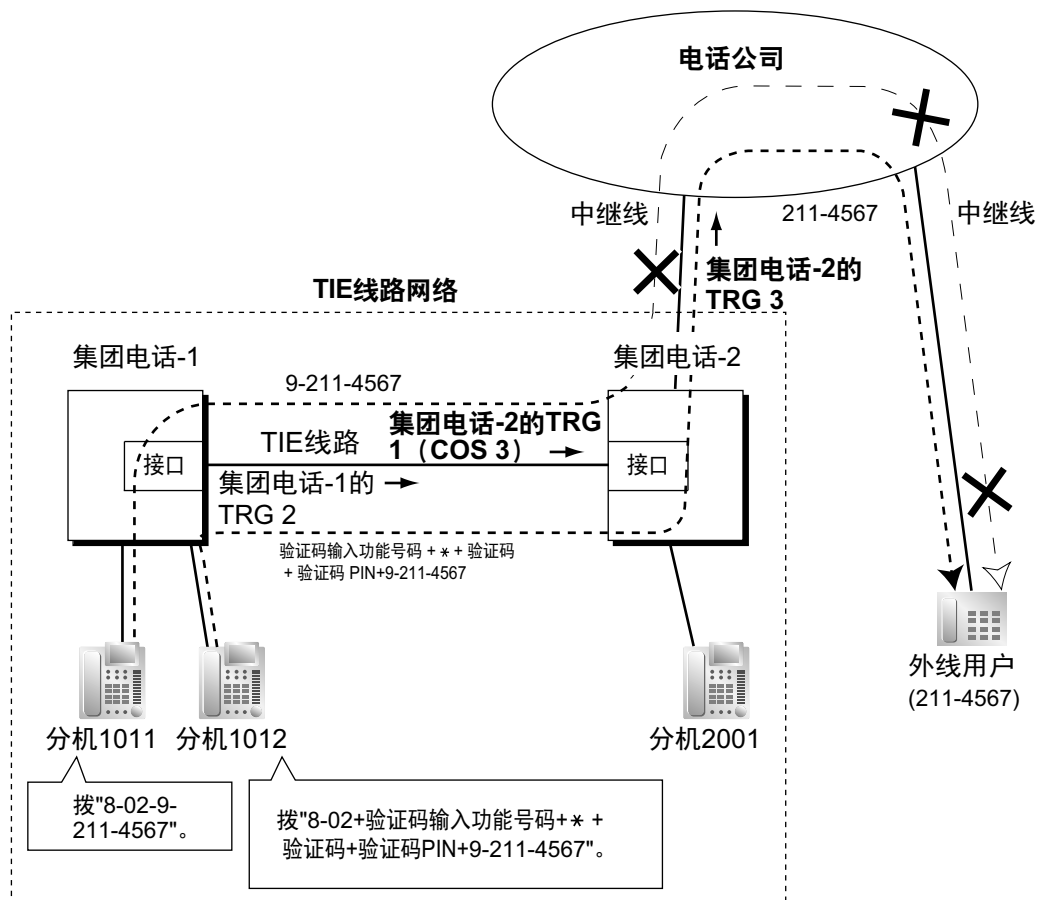 电话公司
中继线
211-4567
中继线
集团电话-2的
TRG 3
TIE线路网络
集团电话-1
集团电话-2
9-211-4567
集团电话-2的TRG
1（COS 3）
TIE线路
接口
接口
集团电话-1的
TRG 2
验证码输入功能号码 + * + 验证码
+ 验证码 PIN+9-211-4567
外线用户
(211-4567)
分机1011
分机1012
分机2001
拨"8-02-9-
211-4567"。
拨"8-02+验证码输入功能号码+* +
验证码+验证码PIN+9-211-4567"。